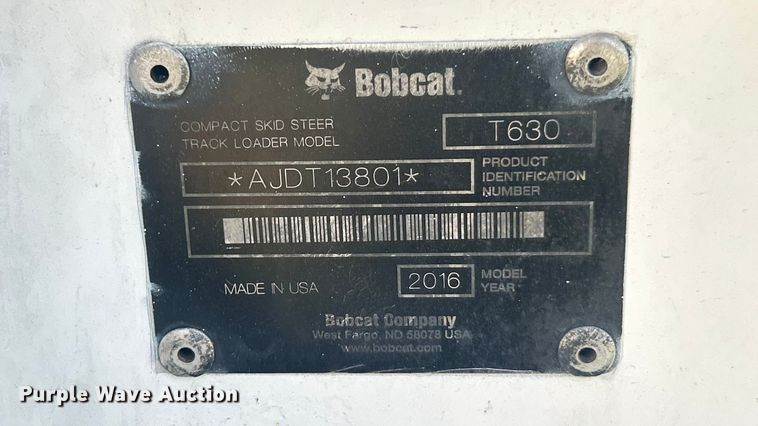 Bobcat.
COMPACT SKID STEER
TRACK LOADER MODEL
T630
*AJDT13801*
PRODUCT
IDENTIFICATION
NUMBER
MADE IN USA
2016
MODEL
YEAR
Bobcat Company
West Fargo, ND 58078 USA
www.bobcat.com
Purple Wave Auction